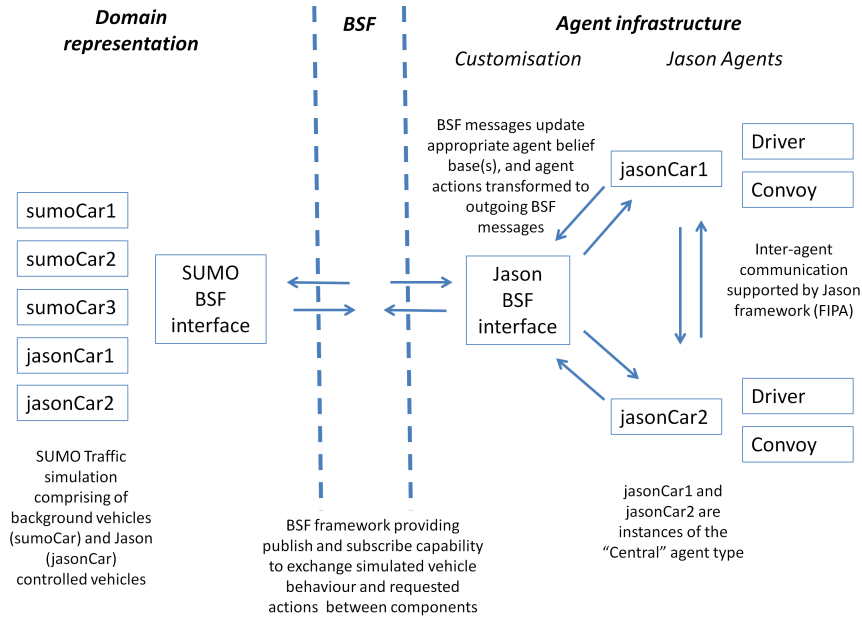 Domain
representation
BSF
Agent infrastructure
Customisation
Jason Agents
BSF messages update
appropriate agent belief
base(s), and agent
actions transformed to
outgoing BSF
messages
jasonCar1
Driver
Convoy
sumoCar1
sumoCar2
sumoCar3
jasonCar1
jasonCar2
SUMO
BSF
interface
Jason
BSF
interface
Inter-agent
communication
supported by Jason
framework (FIPA)
jasonCar2
Driver
Convoy
SUMO Traffic
simulation
comprising of
background vehicles
(sumoCar) and Jason
(jasonCar)
controlled vehicles
BSF framework providing
publish and subscribe capability
to exchange simulated vehicle
behaviour and requested
actions between components
jasonCar1 and
jasonCar2 are
instances of the
“Central” agent type